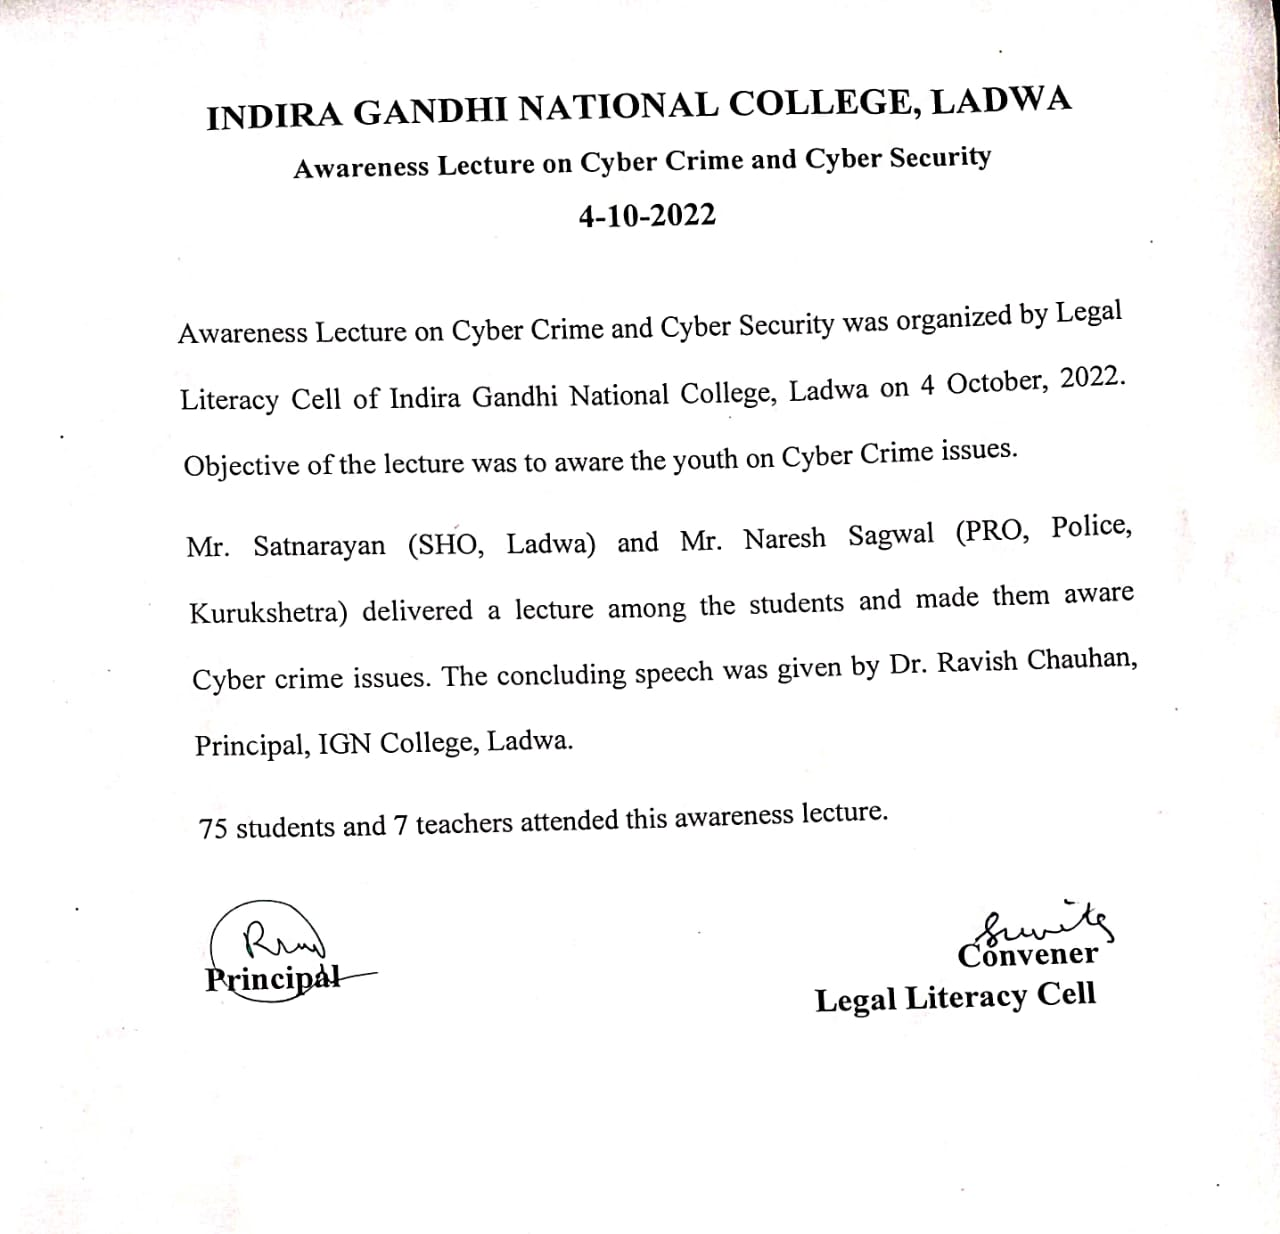 INDIRA GANDHI NATIONAL COLLEGE, LADWA
Awareness Lecture on Cyber Crime and Cyber Security
4-10-2022
Awareness Lecture on Cyber Crime and Cyber Security was organized by Legal
Literacy Cell of Indira Gandhi National College, Ladwa on 4 October, 2022.
Objective of the lecture was to aware the youth on Cyber Crime issues.
Mr. Satnarayan (SHO, Ladwa) and Mr. Naresh Sagwal (PRO, Police,
Kurukshetra) delivered a lecture among the students and made them aware
Cyber crime issues. The concluding speech was given by Dr. Ravish Chauhan,
Principal, IGN College, Ladwa.
75 students and 7 teachers attended this awareness lecture.
Principal
Convener
Legal Literacy Cell